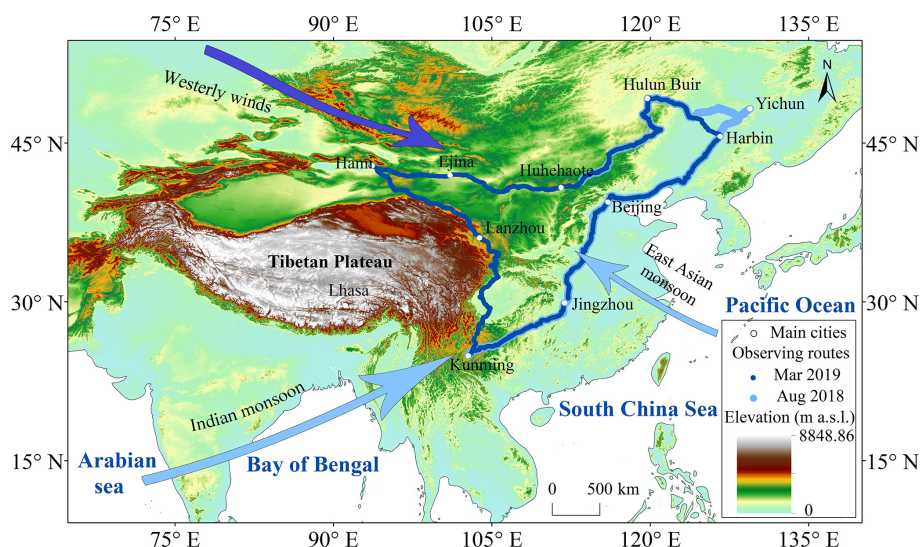 75° E
90° E
105° E
120° E
135° E
Westerly winds
Hulun Buir
N
Yichun
45° N
45° N
Harbin
Hami
Ejina
Huhehaote
Beijing
Lanzhou
Tibetan Plateau
East Asian
monsoon
Lhasa
30° N
30° N
Jingzhou
Pacific Ocean
Main cities
Observing routes
Mar 2019
Aug 2018
Elevation (m a.s.l.)
8848.86
0
Kunming
Indian monsoon
South China Sea
Arabian
sea
Bay of Bengal
15° N
15° N
0 500 km
75° E
90° E
105° E
120° E
135° E